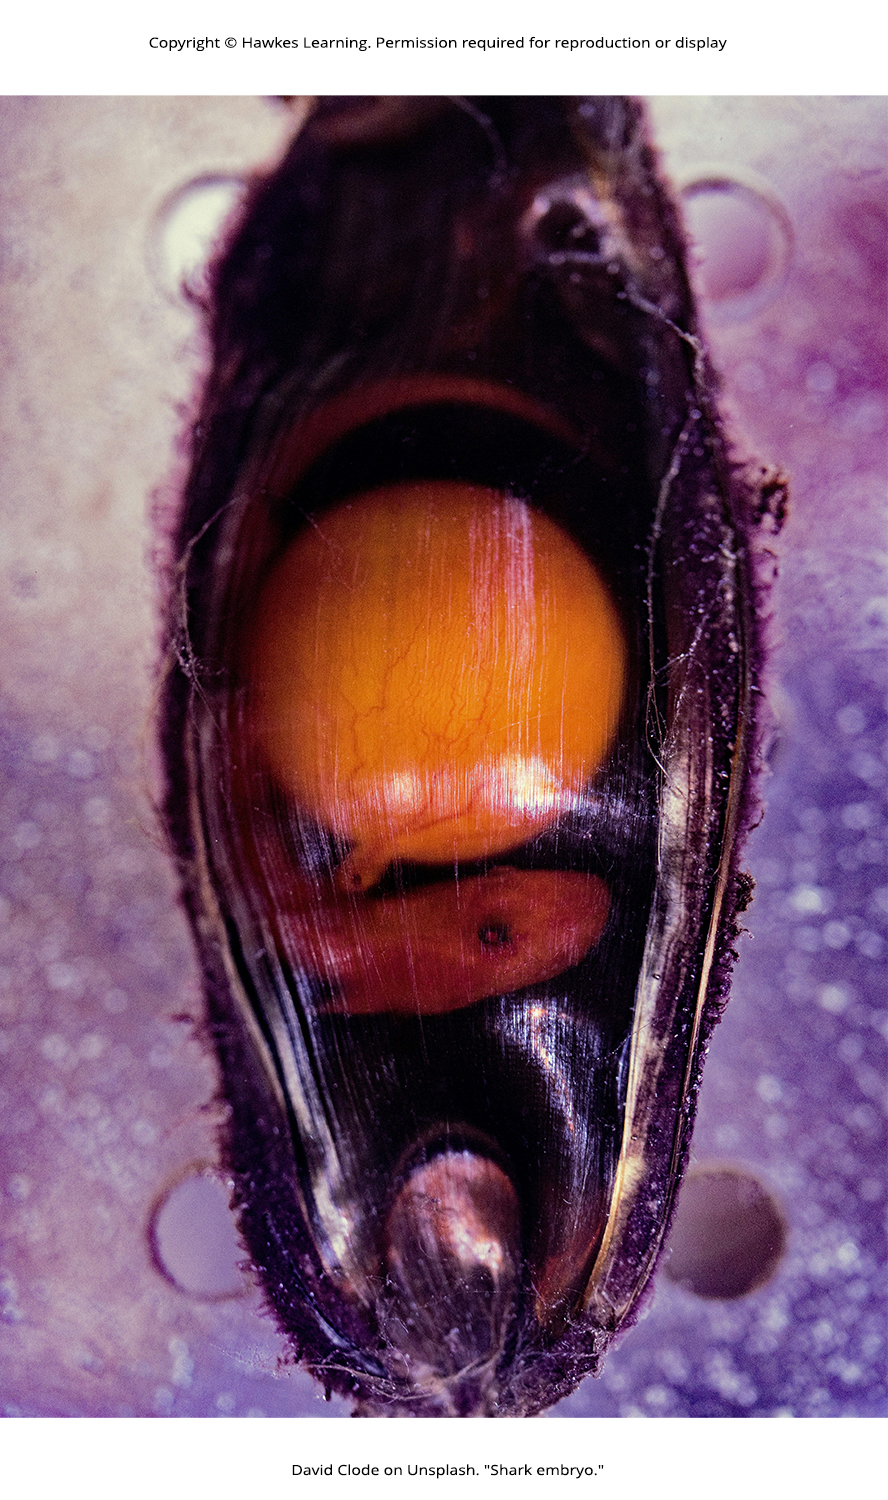 Copyright © Hawkes Learning. Permission required for reproduction or display
David Clode on Unsplash. "Shark embryo."